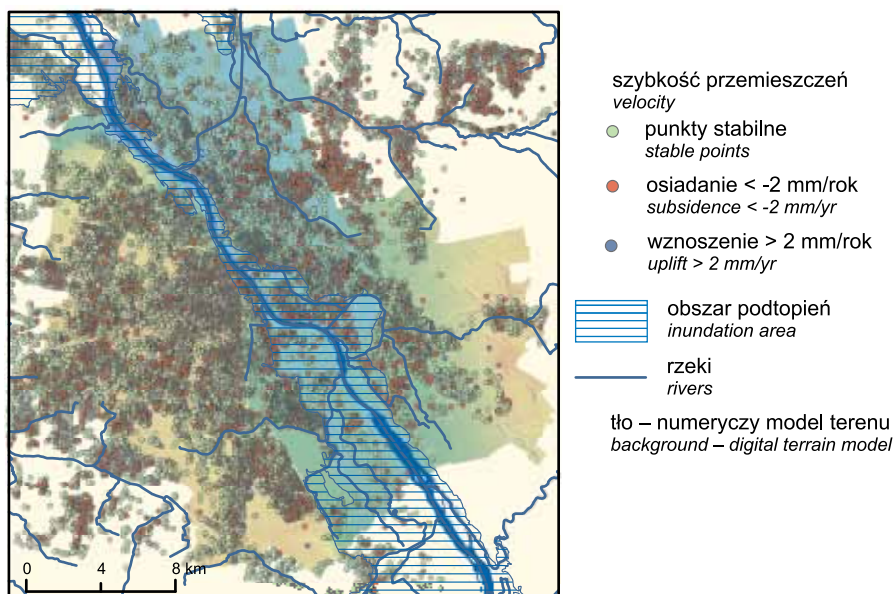 szybkość przemieszczeń
velocity
punkty stabilne
stable points
osiadanie < -2 mm/rok
subsidence < -2 mm/yr
wznoszenie > 2 mm/rok
uplift > 2 mm/yr
obszar podtopień
inundation area
rzeki
rivers
tło – numeryczy model terenu
background – digital terrain model
0 4 8 km